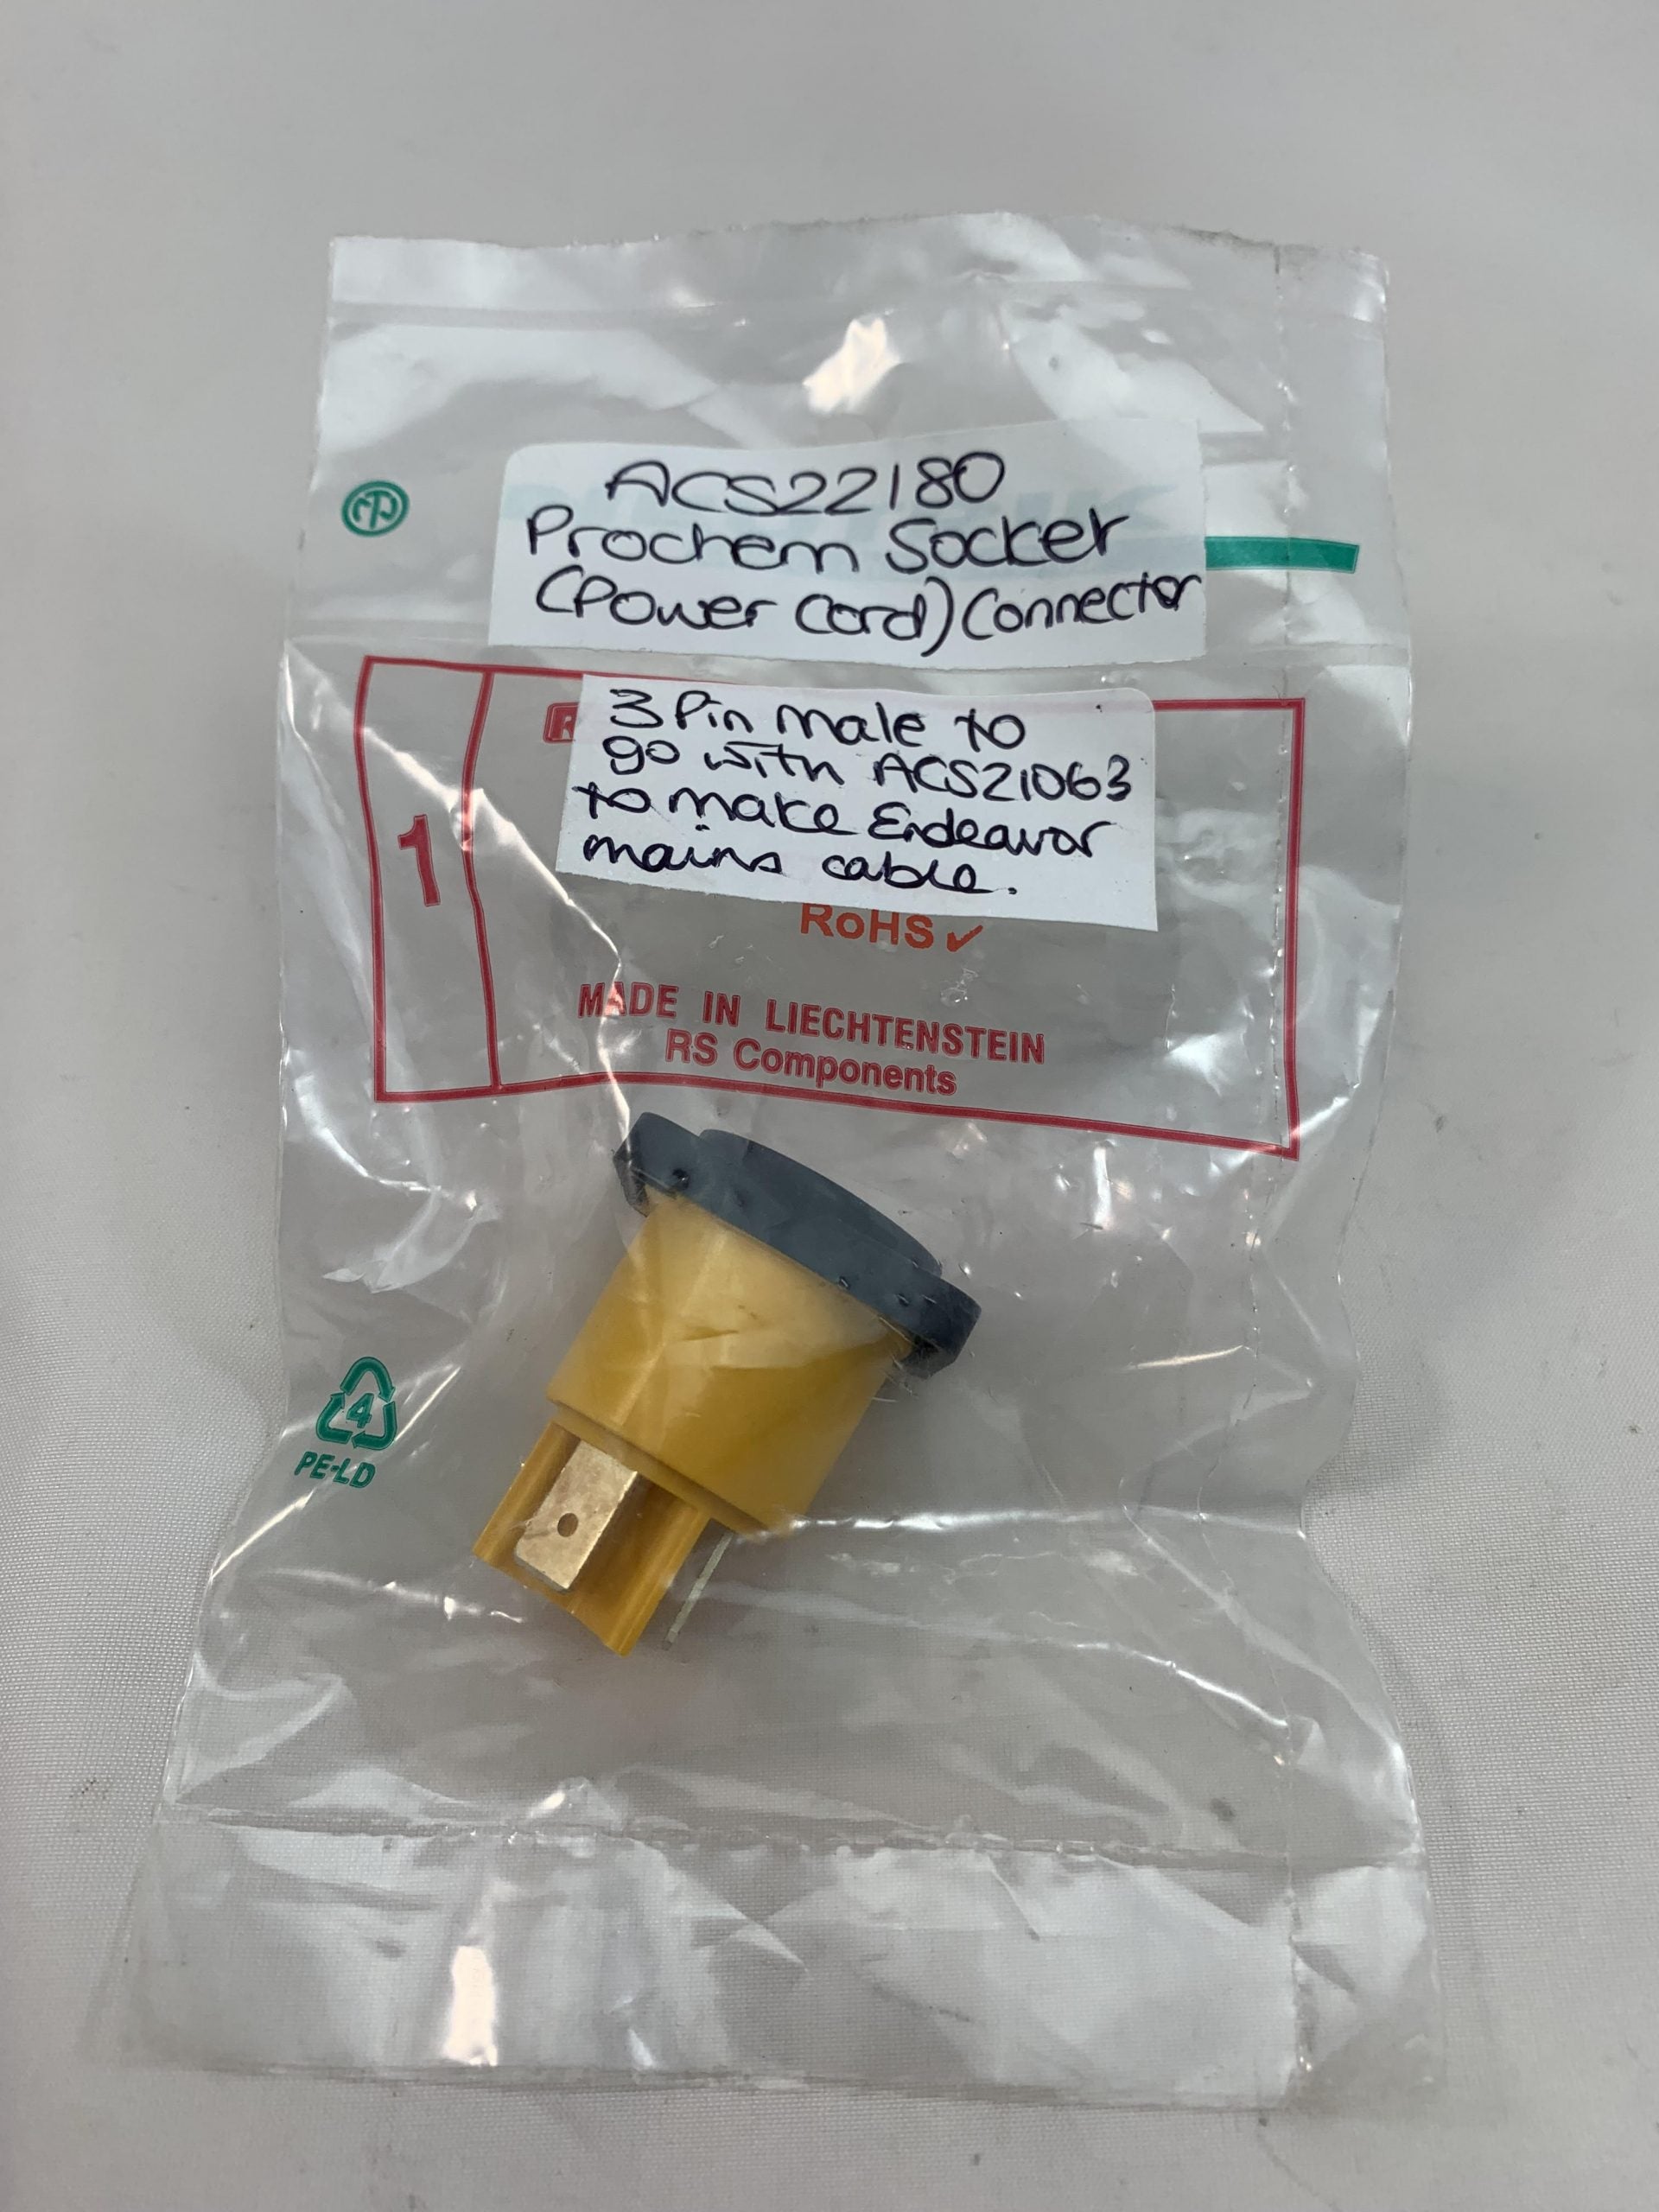 ACS22180
Prochem Socket
(Power Cord) Connector
3 Pin male to
go with ACS21063
to make Endeavor
mains cable.
1
RoHS✓
MADE IN LIECHTENSTEIN
RS Components
4
PE-LD